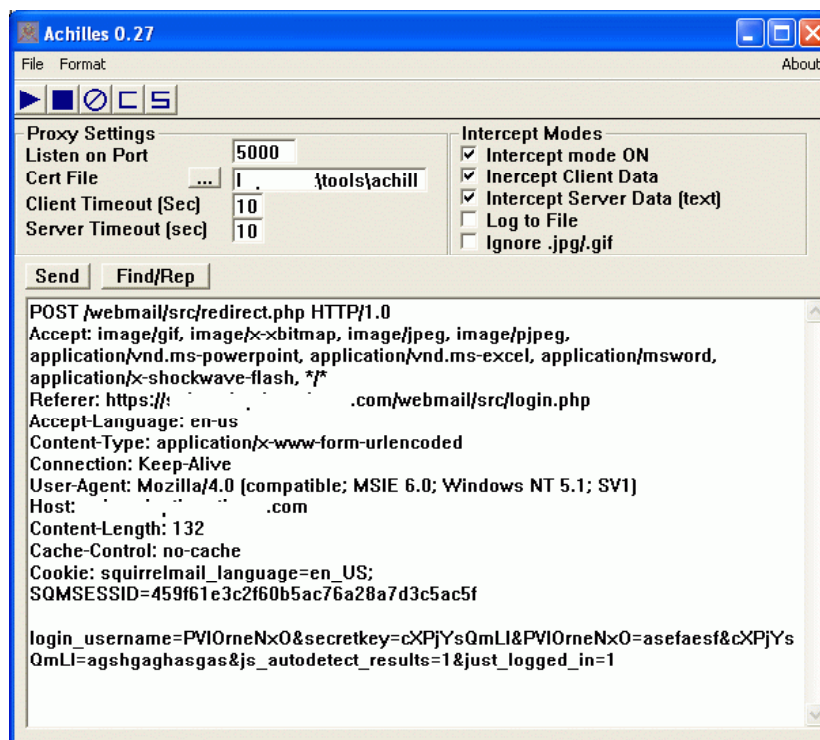 Achilles 0.27
File Format About
Proxy Settings
Listen on Port 5000
Cert File ... \tools\achill
Client Timeout (Sec) 10
Server Timeout (sec) 10
Intercept Modes
Intercept mode ON
Inercept Client Data
Intercept Server Data (text)
Log to File
Ignore .jpg/.gif
Send Find/Rep
POST /webmail/src/redirect.php HTTP/1.0
Accept: image/gif, image/x-xbitmap, image/jpeg, image/pjpeg,
application/vnd.ms-powerpoint, application/vnd.ms-excel, application/msword,
application/x-shockwave-flash, */*
Referer: https:// .com/webmail/src/login.php
Accept-Language: en-us
Content-Type: application/x-www-form-urlencoded
Connection: Keep-Alive
User-Agent: Mozilla/4.0 (compatible; MSIE 6.0; Windows NT 5.1; SV1)
Host: .com
Content-Length: 132
Cache-Control: no-cache
Cookie: squirrelmail_language=en_US;
SQMSESSID=459f61e3c2f60b5ac76a28a7d3c5ac5f
login_username=PVIOrneNxO&secretkey=cXPjYsQmLI&PVIOrneNxO=asefaesf&cXPjYs
QmLI=agshgaghasgas&js_autodetect_results=1&just_logged_in=1